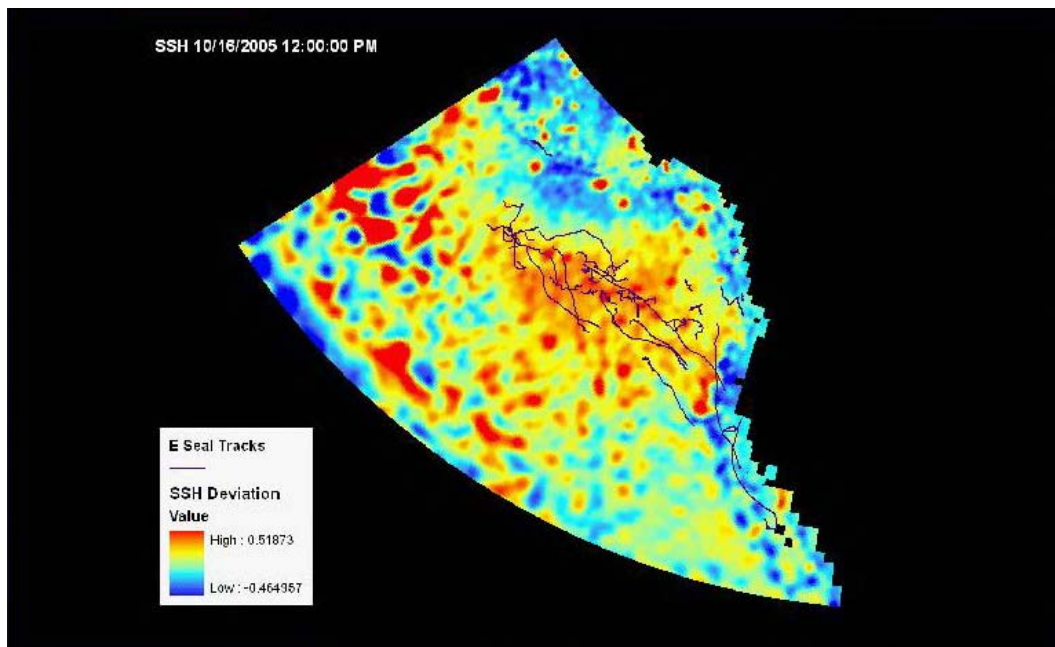 SSH 10/16/2005 12:00:00 PM
E Seal Tracks
SSH Deviation
Value
High : 0.51873
Low : -0.464957